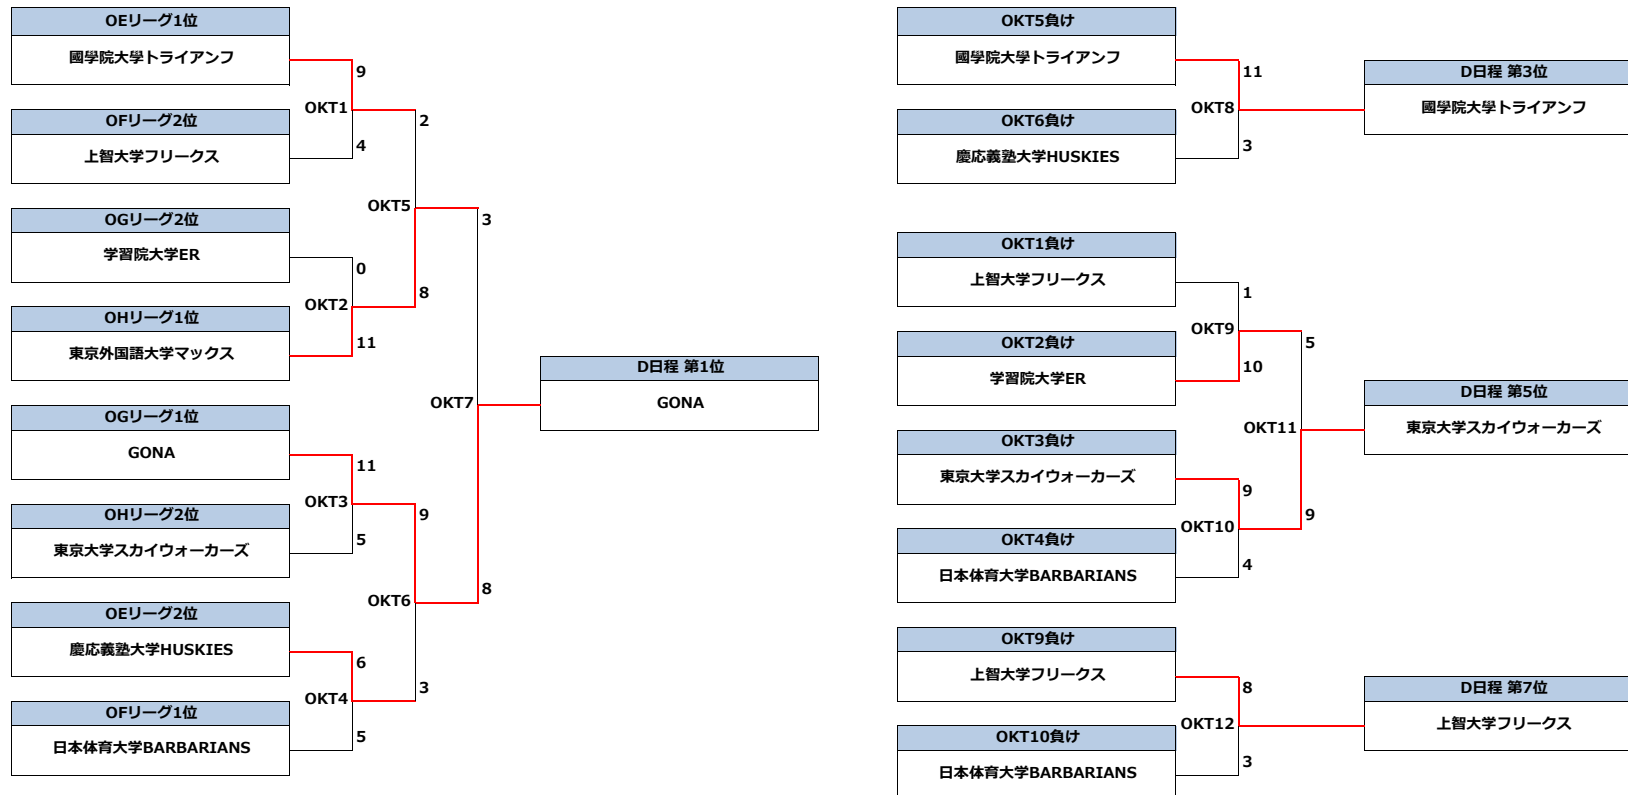 OEリーグ1位
國學院大學トライアンフ
9
OKT1
OFリーグ2位
2
上智大学フリークス
4
OKT5
OGリーグ2位
3
学習院大学ER
0
OKT2
8
OHリーグ1位
東京外国語大学マックス
11
D日程 第1位
OKT7
GONA
OGリーグ1位
GONA
11
OKT3
9
OHリーグ2位
東京大学スカイウォーカーズ
5
OKT6
8
OEリーグ2位
慶応義塾大学HUSKIES
6
OKT4
3
OFリーグ1位
日本体育大学BARBARIANS
5
OKT5負け
國學院大學トライアンフ
11
D日程 第3位
OKT8
國學院大學トライアンフ
OKT6負け
慶応義塾大学HUSKIES
3
OKT1負け
上智大学フリークス
1
OKT9
5
OKT2負け
学習院大学ER
10
D日程 第5位
OKT11
東京大学スカイウォーカーズ
OKT3負け
東京大学スカイウォーカーズ
9
OKT10
9
OKT4負け
日本体育大学BARBARIANS
4
OKT9負け
上智大学フリークス
8
D日程 第7位
OKT12
上智大学フリークス
OKT10負け
日本体育大学BARBARIANS
3